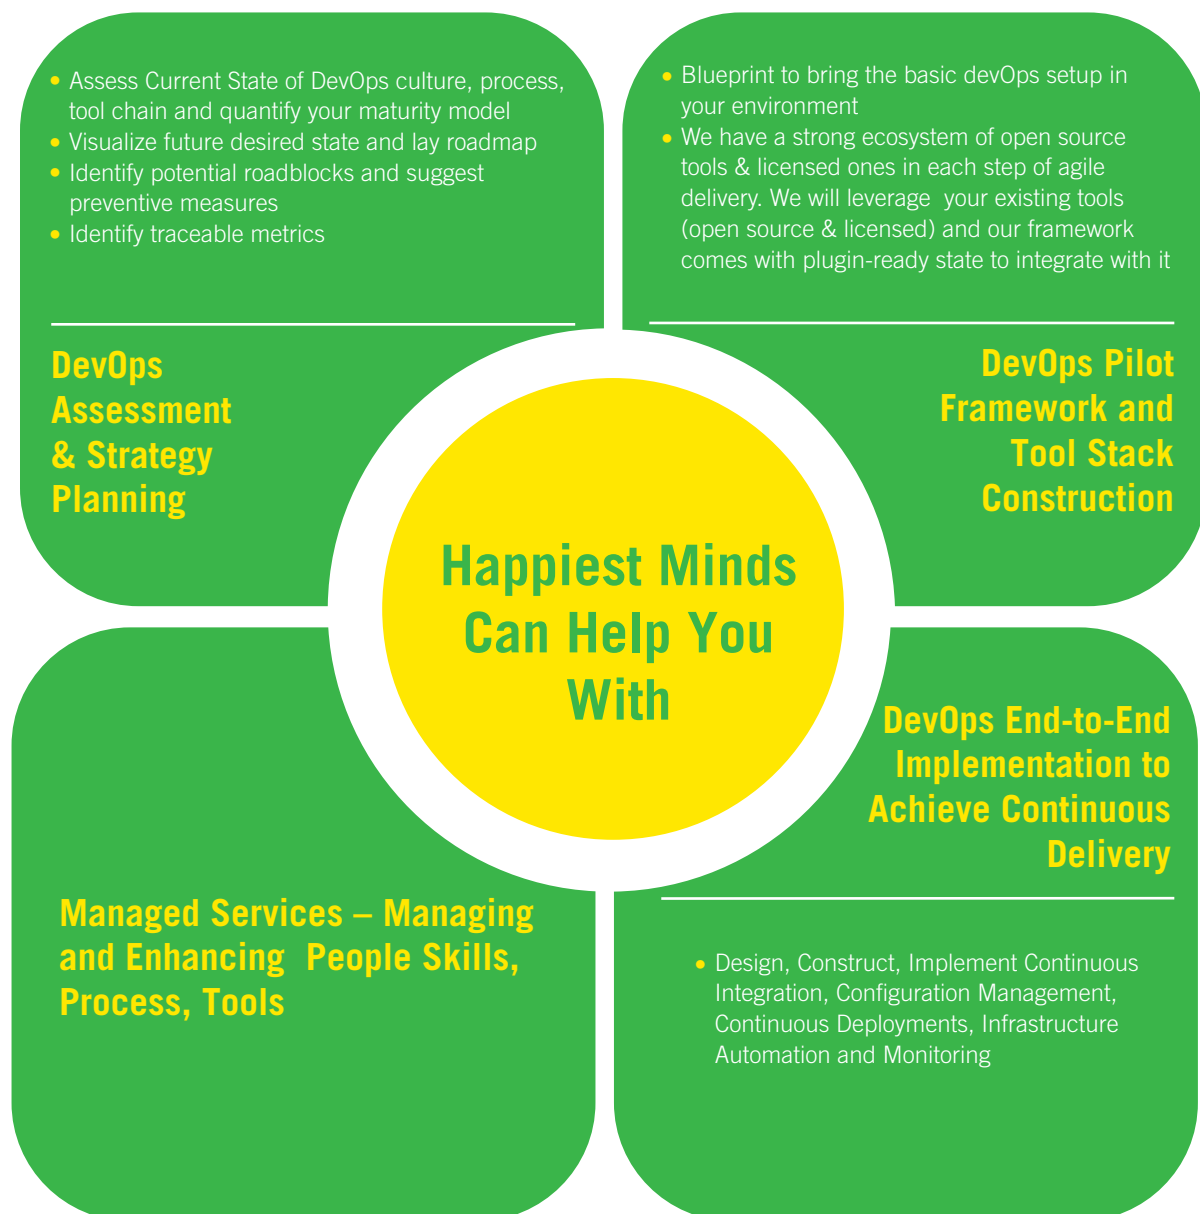 • Assess Current State of DevOps culture, process,
tool chain and quantify your maturity model
• Visualize future desired state and lay roadmap
• Identify potential roadblocks and suggest
preventive measures
• Identify traceable metrics
DevOps
Assessment
& Strategy
Planning
• Blueprint to bring the basic devOps setup in
your environment
• We have a strong ecosystem of open source
tools & licensed ones in each step of agile
delivery. We will leverage  your existing tools
(open source & licensed) and our framework
comes with plugin-ready state to integrate with it
DevOps Pilot
Framework and
Tool Stack
Construction
Happiest Minds
Can Help You
With
Managed Services – Managing
and Enhancing  People Skills,
Process, Tools
DevOps End-to-End
Implementation to
Achieve Continuous
Delivery
• Design, Construct, Implement Continuous
Integration, Configuration Management,
Continuous Deployments, Infrastructure
Automation and Monitoring